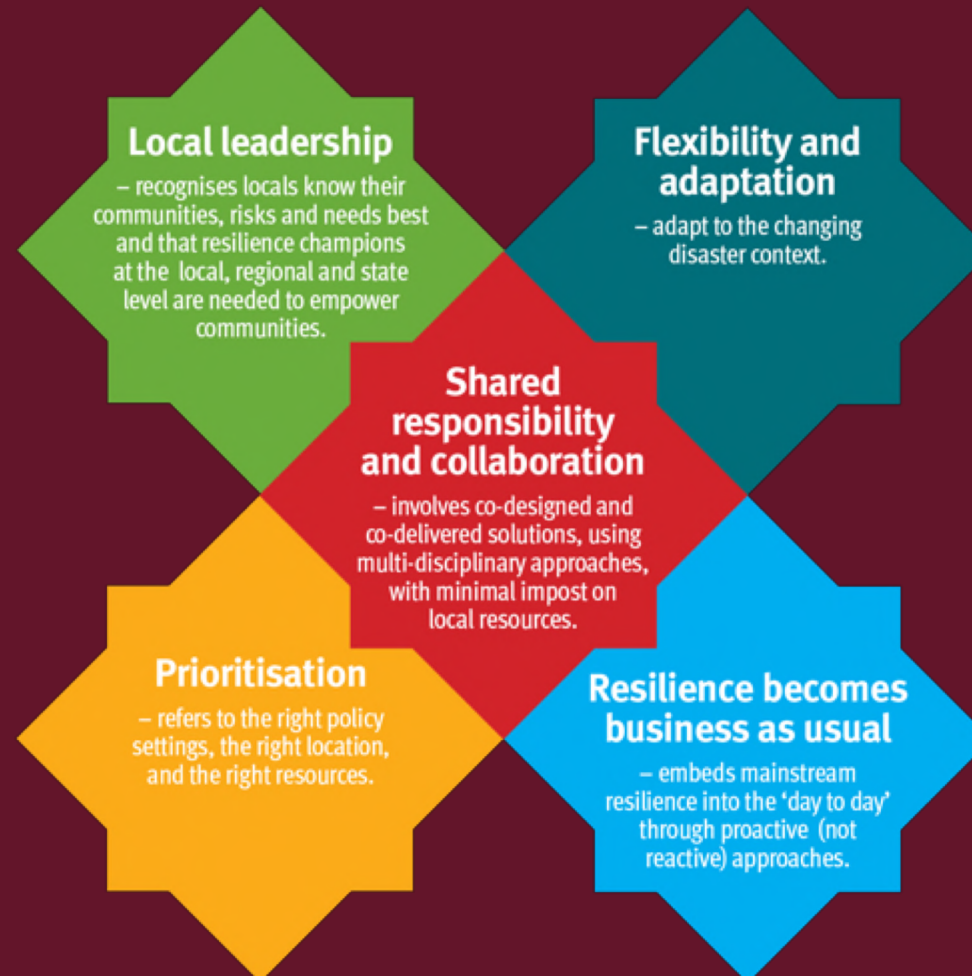 Local leadership
– recognises locals know their
communities, risks and needs best
and that resilience champions
at the local, regional and state
level are needed to empower
communities.
Flexibility and
adaptation
– adapt to the changing
disaster context.
Shared
responsibility
and collaboration
– involves co-designed and
co-delivered solutions, using
multi-disciplinary approaches,
with minimal impost on
local resources.
Prioritisation
– refers to the right policy
settings, the right location,
and the right resources.
Resilience becomes
business as usual
– embeds mainstream
resilience into the ‘day to day’
through proactive (not
reactive) approaches.